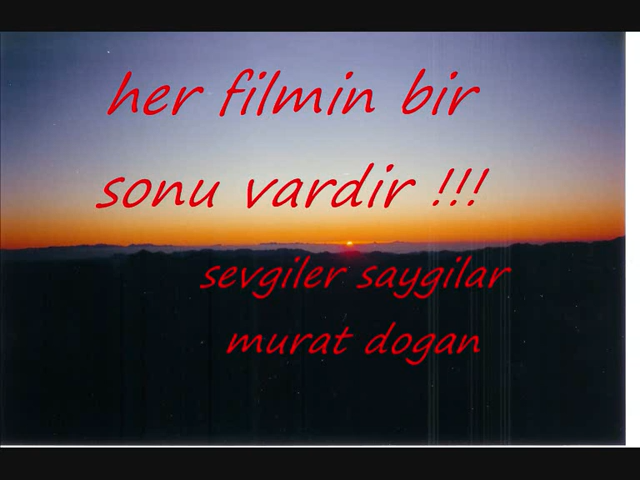 her filmin bir
sonu vardir !!!
sevgiler saygilar
murat dogan